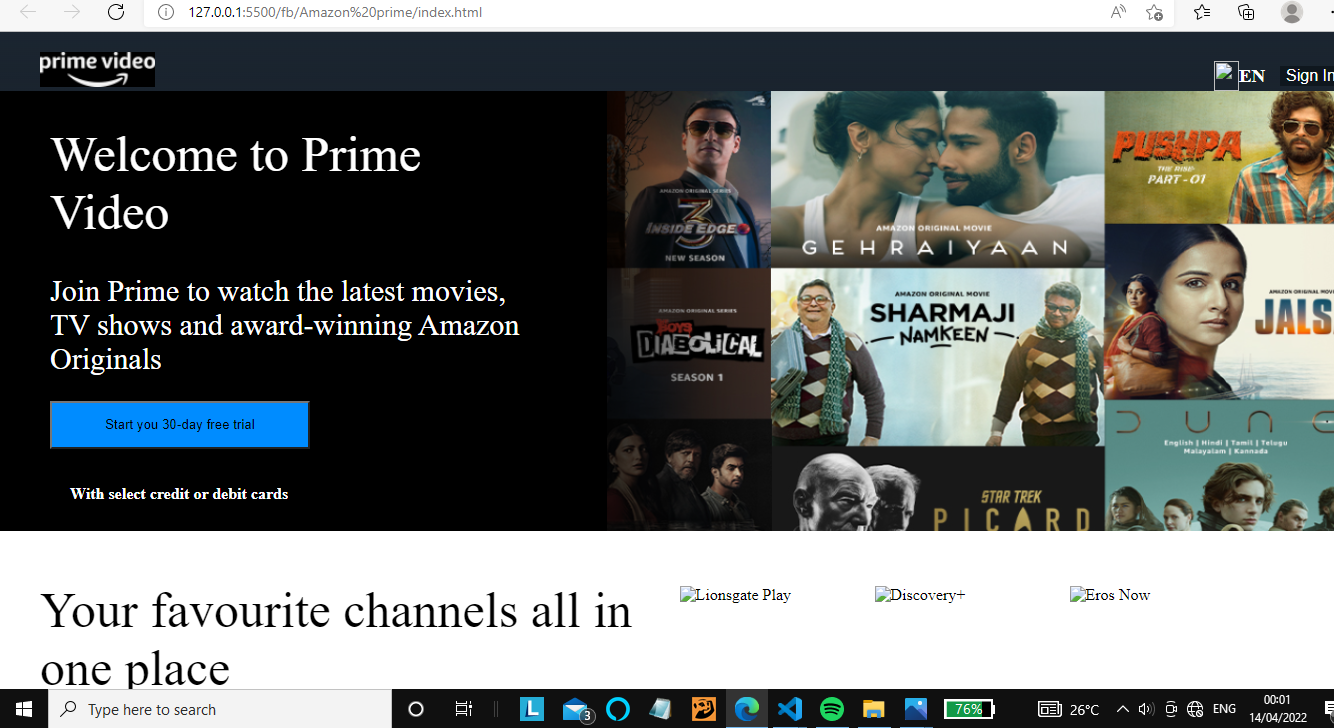 127.0.0.1:5500/fb/Amazon%20prime/index.html
prime video
EN
Sign In
Welcome to Prime
Video
Join Prime to watch the latest movies,
TV shows and award-winning Amazon
Originals
Start you 30-day free trial
With select credit or debit cards
AMAZON ORIGINAL SERIES
3
INSIDE EDGE
NEW SEASON
AMAZON ORIGINAL MOVIE
GEHRAIYAAN
PUSHPA
THE RISE
PART-01
AMAZON ORIGINAL SERIES
THE BOYS
DIABOLICAL
SEASON 1
AMAZON ORIGINAL MOVIE
SHARMAJI
NAMKEEN
AMAZON ORIGINAL MOVIE
JALS
STAR TREK
PICARD
DUNE
English | Hindi | Tamil | Telugu
Malayalam | Kannada
Your favourite channels all in
one place
Lionsgate Play
Discovery+
Eros Now
Type here to search
L
3
76%
26°C
ENG
00:01
14/04/2022